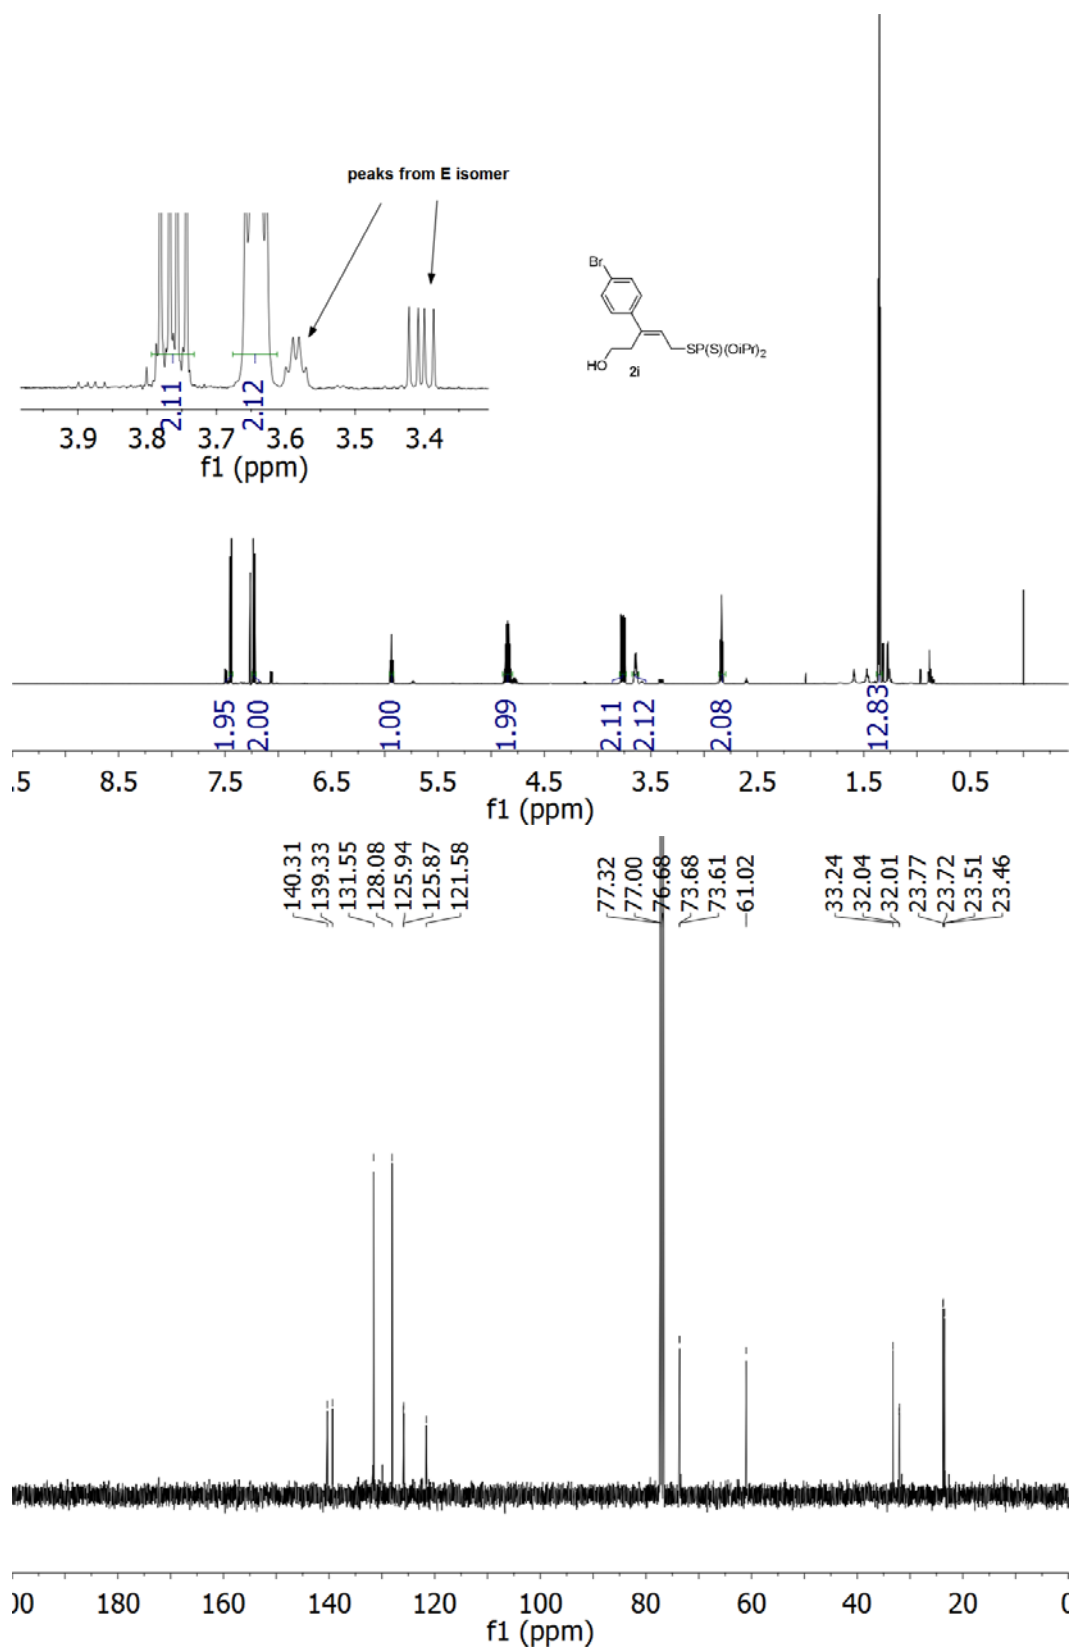 peaks from E isomer
Br
HO
SP(S)(OiPr)2
2i
2.11
2.12
3.9 3.8 3.7 3.6 3.5 3.4
f1 (ppm)
1.95
2.00
1.00
1.99
2.11
2.12
2.08
12.83
.5 8.5 7.5 6.5 5.5 4.5 3.5 2.5 1.5 0.5
f1 (ppm)
140.31
139.33
131.55
128.08
125.94
125.87
121.58
77.32
77.00
76.68
73.68
73.61
61.02
33.24
32.04
32.01
23.77
23.72
23.51
23.46
00 180 160 140 120 100 80 60 40 20 0
f1 (ppm)